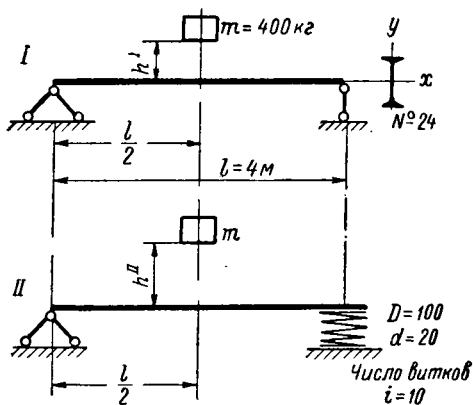 m = 400 кг
I
h^I
y
x
№ 24
l/2
l = 4 м
m
II
h^II
D = 100
d = 20
Число витков
i = 10
l/2